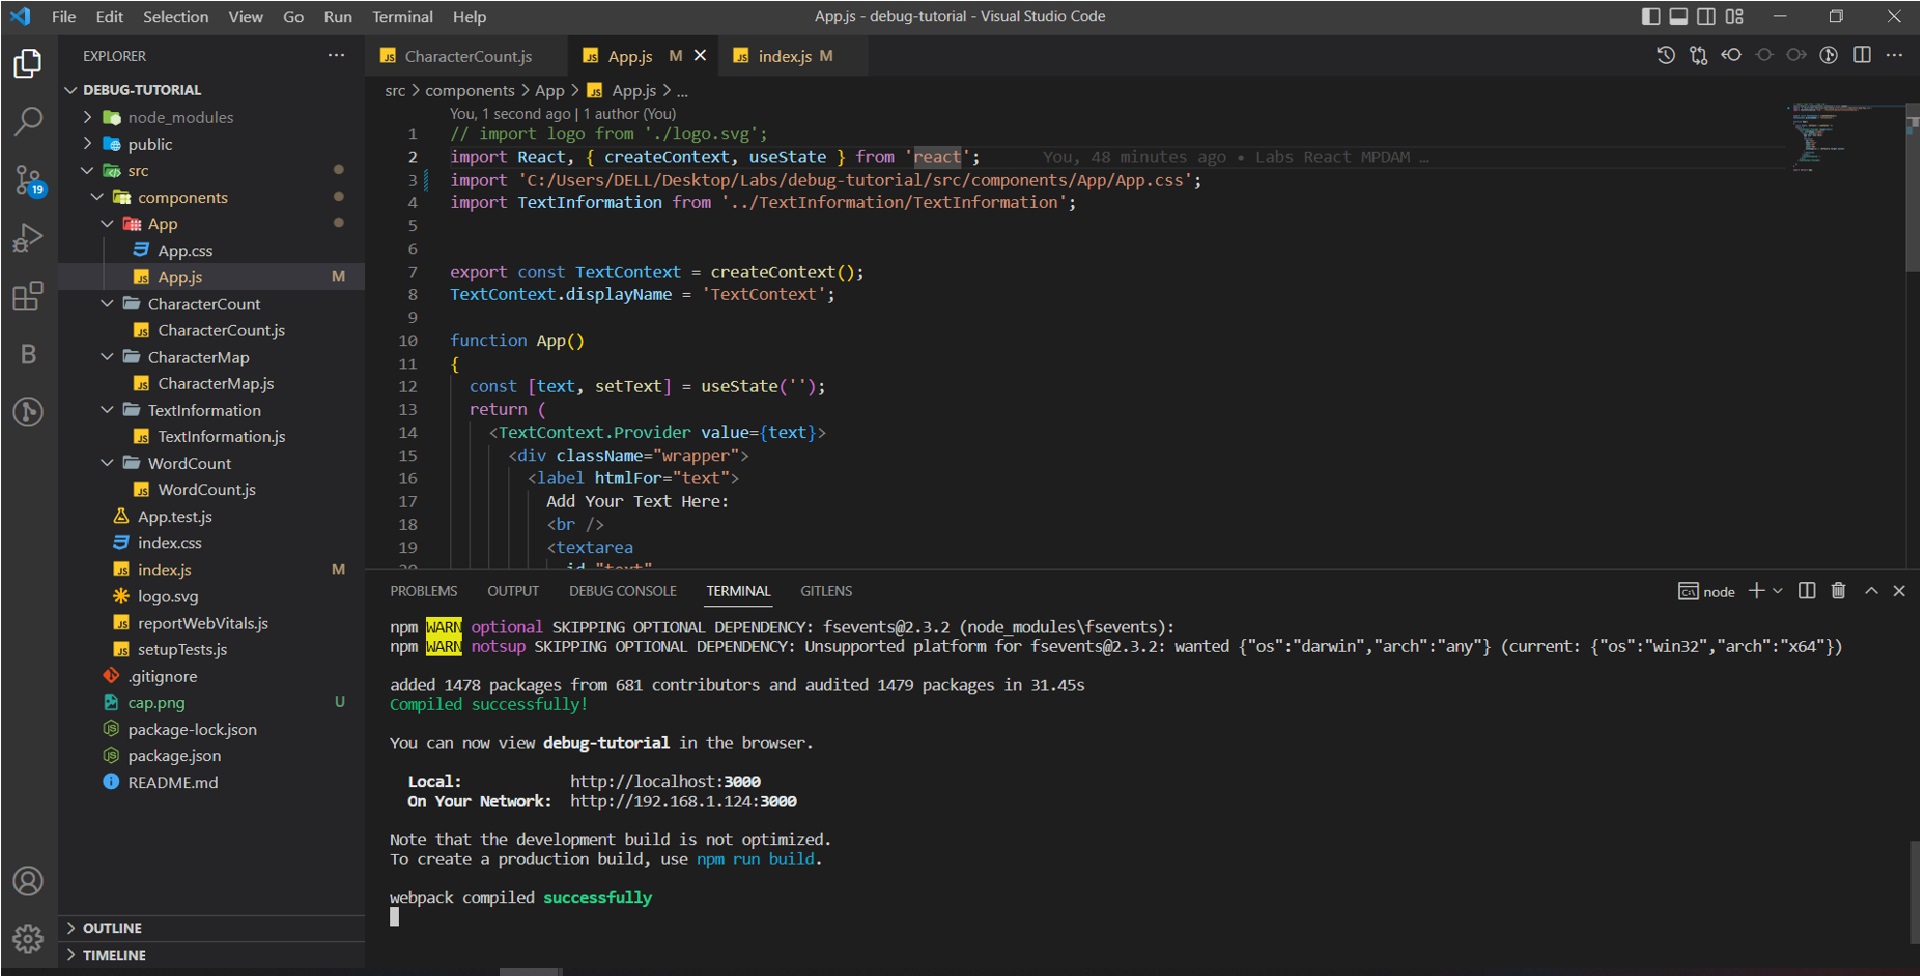 File Edit Selection View Go Run Terminal Help
App.js - debug-tutorial - Visual Studio Code
EXPLORER
DEBUG-TUTORIAL
node_modules
public
src
components
App
App.css
App.js M
CharacterCount
CharacterCount.js
CharacterMap
CharacterMap.js
TextInformation
TextInformation.js
WordCount
WordCount.js
App.test.js
index.css
index.js M
logo.svg
reportWebVitals.js
setupTests.js
.gitignore
cap.png U
package-lock.json
package.json
README.md
OUTLINE
TIMELINE
19
B
CharacterCount.js App.js M index.js M
src > components > App > App.js > ...
You, 1 second ago | 1 author (You)
1 // import logo from './logo.svg';
2 import React, { createContext, useState } from 'react'; You, 48 minutes ago • Labs React MPDAM …
3 import 'C:/Users/DELL/Desktop/Labs/debug-tutorial/src/components/App/App.css';
4 import TextInformation from '../TextInformation/TextInformation';
5
6
7 export const TextContext = createContext();
8 TextContext.displayName = 'TextContext';
9
10 function App()
11 {
12 const [text, setText] = useState('');
13 return (
14 <TextContext.Provider value={text}>
15 <div className="wrapper">
16 <label htmlFor="text">
17 Add Your Text Here:
18 <br />
19 <textarea
20 id="text"
PROBLEMS OUTPUT DEBUG CONSOLE TERMINAL GITLENS
node
npm WARN optional SKIPPING OPTIONAL DEPENDENCY: fsevents@2.3.2 (node_modules\fsevents):
npm WARN notsup SKIPPING OPTIONAL DEPENDENCY: Unsupported platform for fsevents@2.3.2: wanted {"os":"darwin","arch":"any"} (current: {"os":"win32","arch":"x64"})
added 1478 packages from 681 contributors and audited 1479 packages in 31.45s
Compiled successfully!
You can now view debug-tutorial in the browser.
Local: http://localhost:3000
On Your Network: http://192.168.1.124:3000
Note that the development build is not optimized.
To create a production build, use npm run build.
webpack compiled successfully